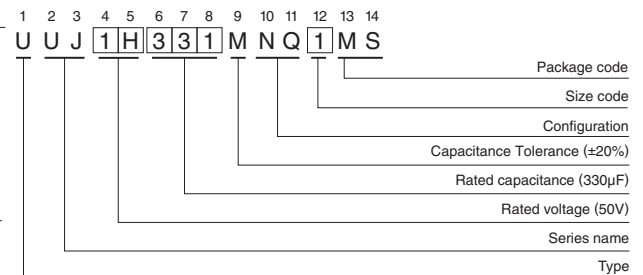 1 2 3 4 5 6 7 8 9 10 11 12 13 14
U U J 1 H 3 3 1 M N Q 1 M S
Package code
Size code
Configuration
Capacitance Tolerance (±20%)
Rated capacitance (330µF)
Rated voltage (50V)
Series name
Type